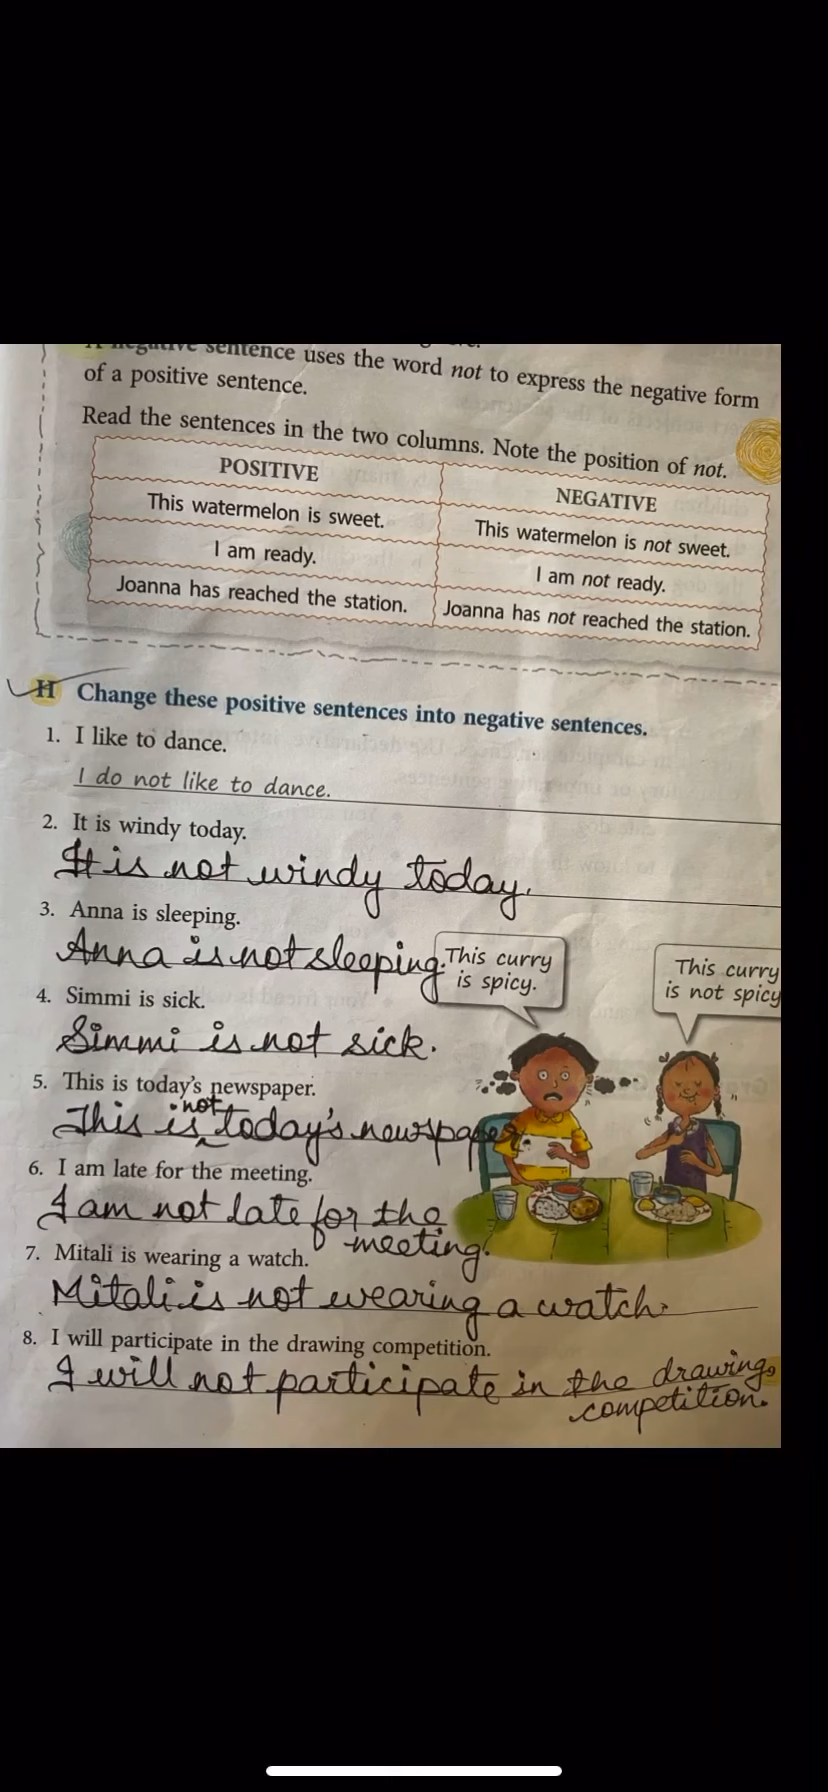 negative sentence uses the word not to express the negative form
of a positive sentence.
Read the sentences in the two columns. Note the position of not.
POSITIVE
NEGATIVE
This watermelon is sweet.
This watermelon is not sweet.
I am ready.
I am not ready.
Joanna has reached the station.
Joanna has not reached the station.
H Change these positive sentences into negative sentences.
1. I like to dance.
I do not like to dance.
2. It is windy today.
It is not windy today.
3. Anna is sleeping.
Anna is not sleeping.
This curry
is spicy.
This curry
is not spicy
4. Simmi is sick.
Simmi is not sick.
5. This is today's newspaper.
This is not today's newspaper
6. I am late for the meeting.
I am not late for the
meeting.
7. Mitali is wearing a watch.
Mitali is not wearing a watch.
8. I will participate in the drawing competition.
I will not participate in the drawing
competition.